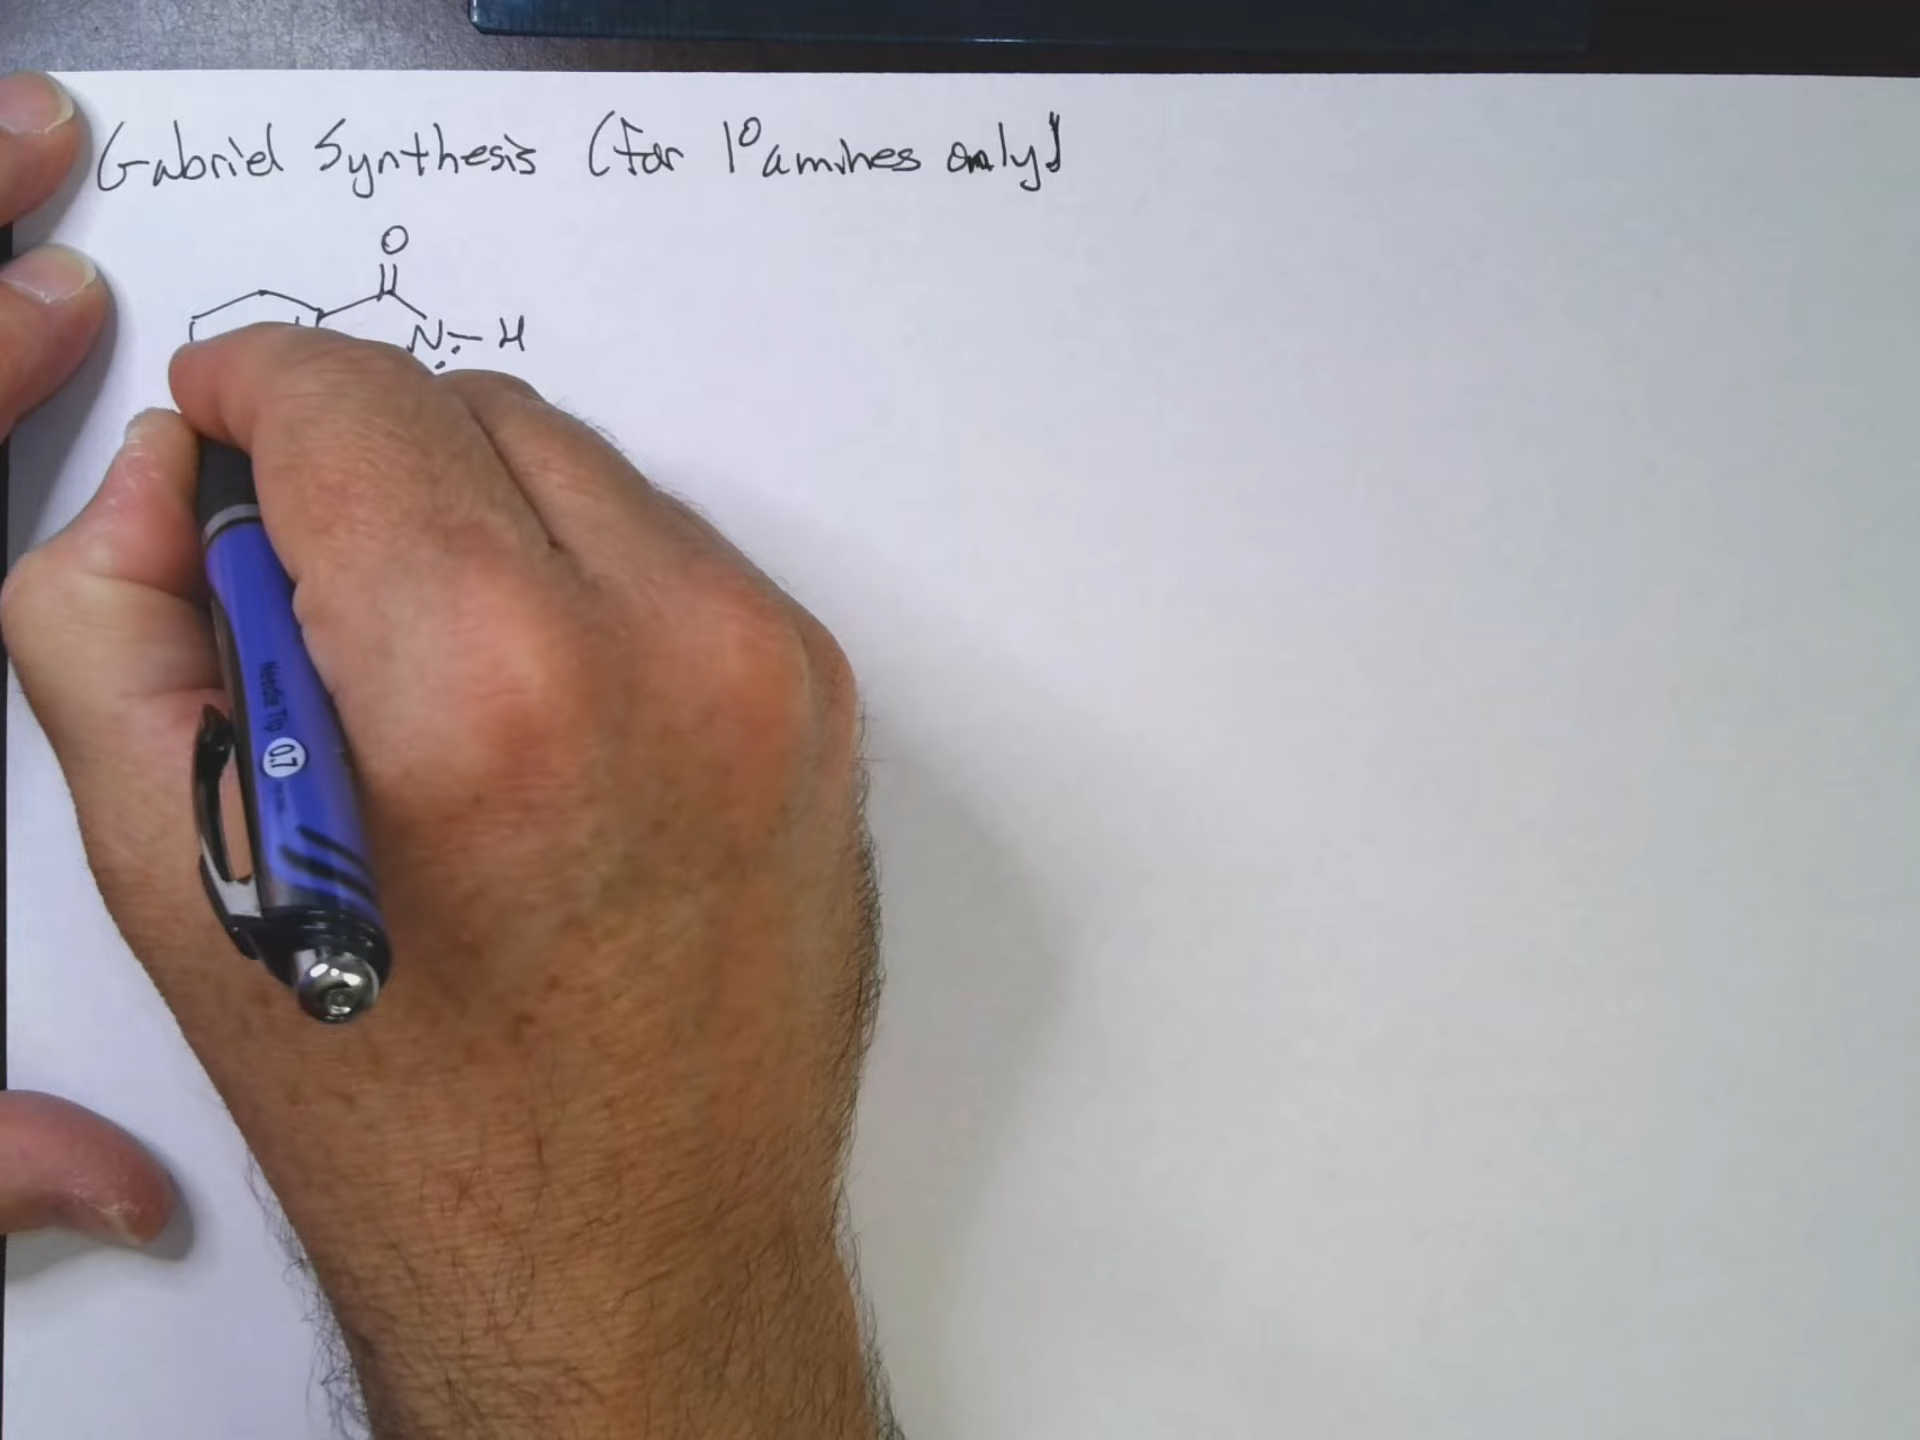 Gabriel Synthesis (for 1° amines only)
O
N - H
Needle Tip 0.7